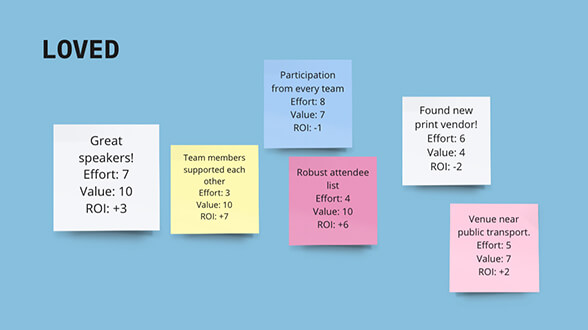 LOVED
Great
speakers!
Effort: 7
Value: 10
ROI: +3
Team members
supported each
other
Effort: 3
Value: 10
ROI: +7
Participation
from every team
Effort: 8
Value: 7
ROI: -1
Robust attendee
list
Effort: 4
Value: 10
ROI: +6
Found new
print vendor!
Effort: 6
Value: 4
ROI: -2
Venue near
public transport.
Effort: 5
Value: 7
ROI: +2